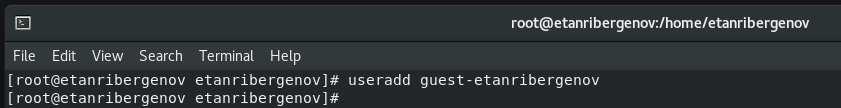 root@etanribergenov:/home/etanribergenov
File Edit View Search Terminal Help
[root@etanribergenov etanribergenov]# useradd guest-etanribergenov
[root@etanribergenov etanribergenov]#